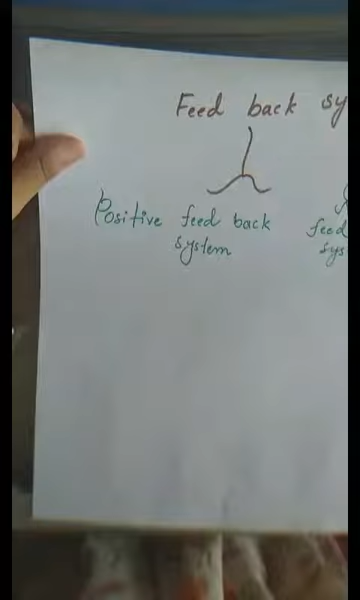 Feed back sy
Positive feed back
system
feed
sys